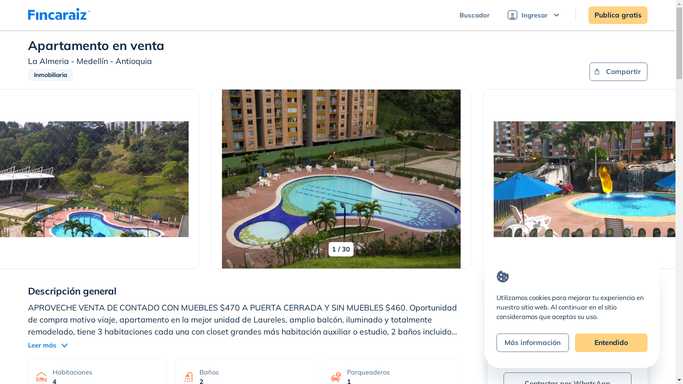 Fincaraiz
Buscador
Ingresar
Publica gratis
Apartamento en venta
La Almeria - Medellín - Antioquia
Inmobiliaria
Compartir
1 / 30
Descripción general
APROVECHE VENTA DE CONTADO CON MUEBLES $470 A PUERTA CERRADA Y SIN MUEBLES $460. Oportunidad
de compra motivo viaje, apartamento en la mejor unidad de Laureles, amplio balcón, iluminado y totalmente
remodelado, tiene 3 habitaciones cada una con closet grandes más habitación auxiliar o estudio, 2 baños incluido...
Leer más
Habitaciones
4
Baños
2
Parqueaderos
1
Utilizamos cookies para mejorar tu experiencia en
nuestro sitio web. Al continuar en el sitio
consideramos que aceptas su uso.
Más información
Entendido
Contactar por WhatsApp